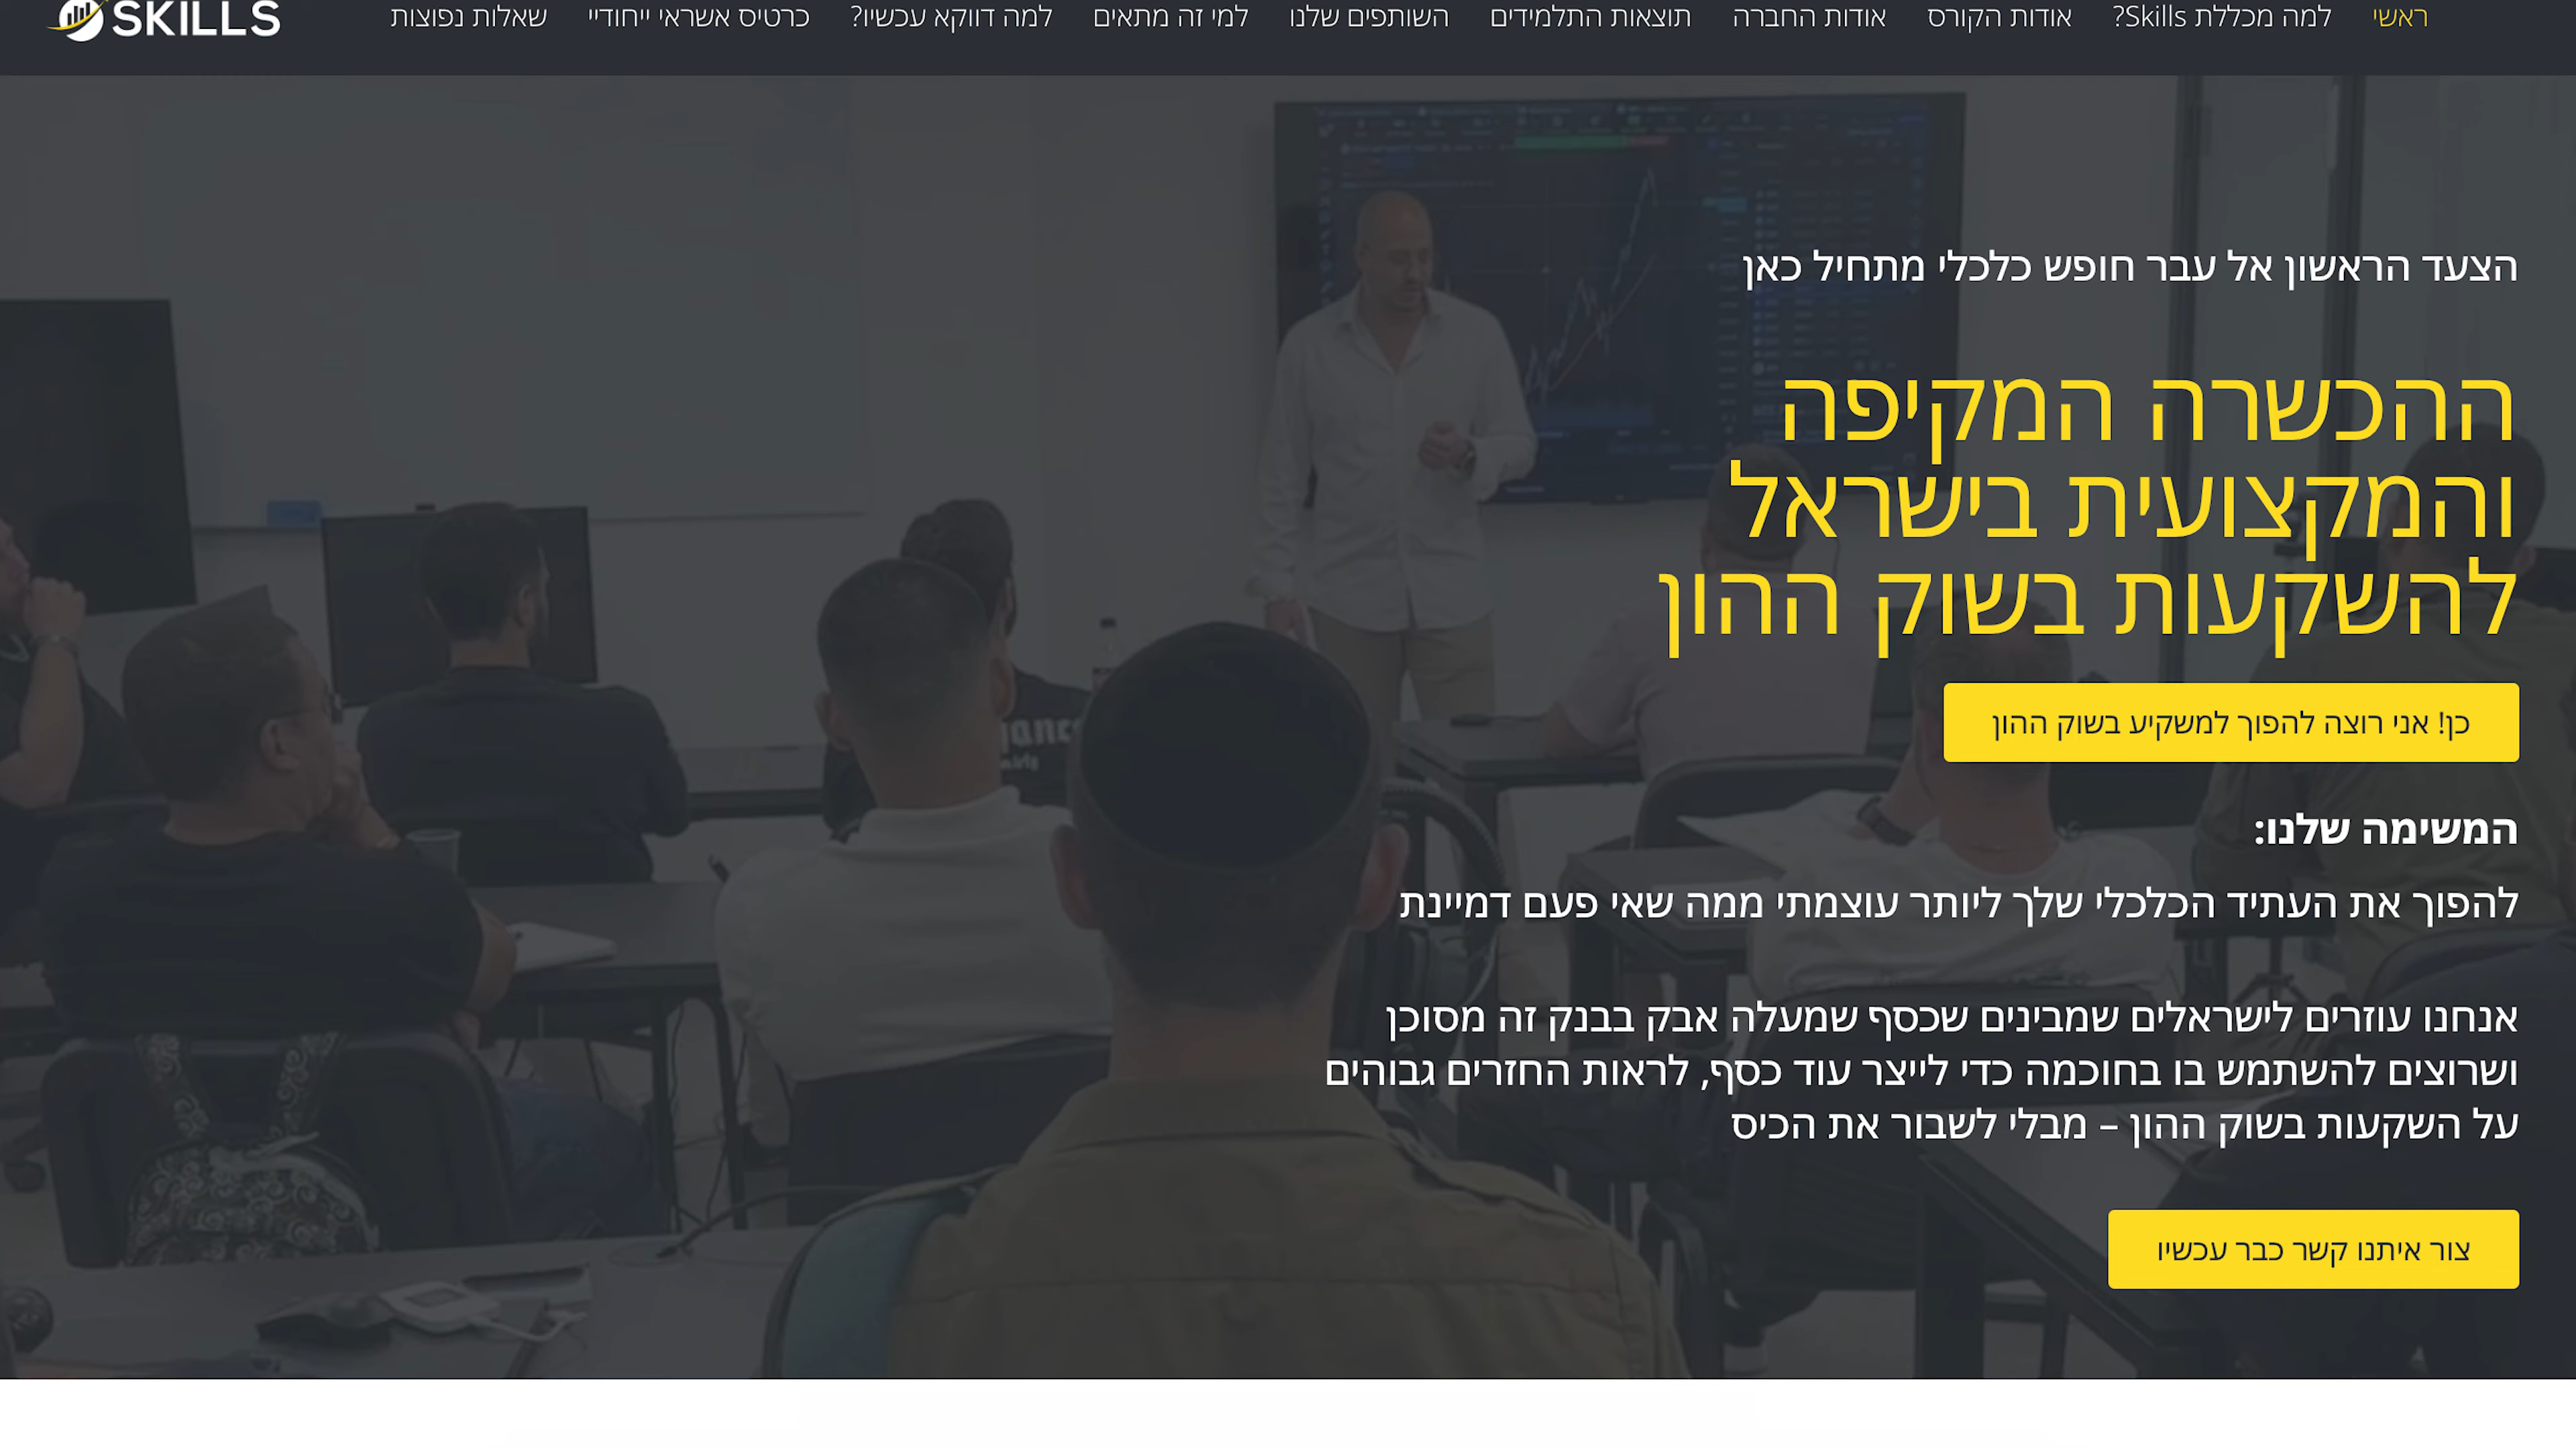 SKILLS
ראשי
למה מכללת Skills?
אודות הקורס
אודות החברה
תוצאות התלמידים
השותפים שלנו
למי זה מתאים
למה דווקא עכשיו?
כרטיס אשראי ייחודיי
שאלות נפוצות
הצעד הראשון אל עבר חופש כלכלי מתחיל כאן
ההכשרה המקיפה
והמקצועית בישראל
להשקעות בשוק ההון
כן! אני רוצה להפוך למשקיע בשוק ההון
המשימה שלנו:
להפוך את העתיד הכלכלי שלך ליותר עוצמתי ממה שאי פעם דמיינת
אנחנו עוזרים לישראלים שמבינים שכסף שמעלה אבק בבנק זה מסוכן
ושרוצים להשתמש בו בחוכמה כדי לייצר עוד כסף, לראות החזרים גבוהים
על השקעות בשוק ההון – מבלי לשבור את הכיס
צור איתנו קשר כבר עכשיו